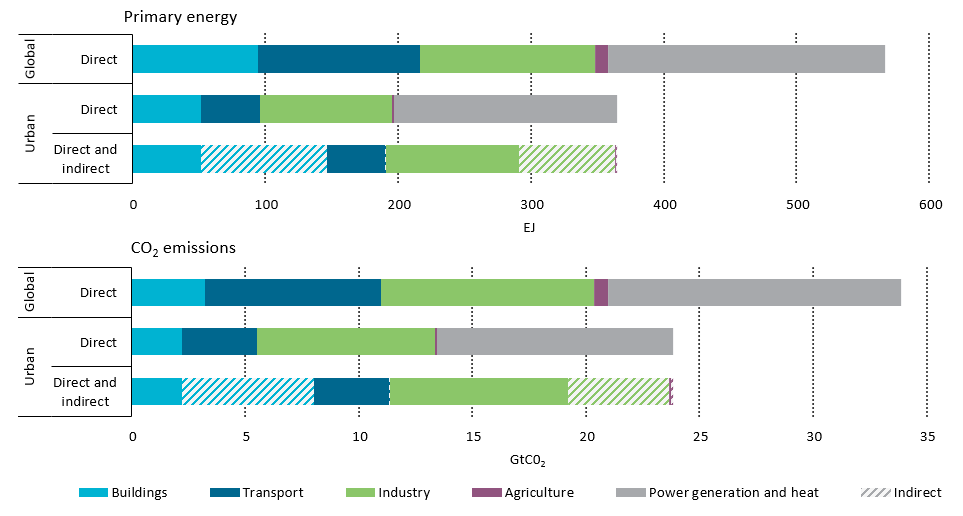 Primary energy
Global
Direct
Urban
Direct
Direct and
indirect
0 100 200 300 400 500 600
EJ
CO₂ emissions
Global
Direct
Urban
Direct
Direct and
indirect
0 5 10 15 20 25 30 35
GtC0₂
Buildings Transport Industry Agriculture Power generation and heat Indirect